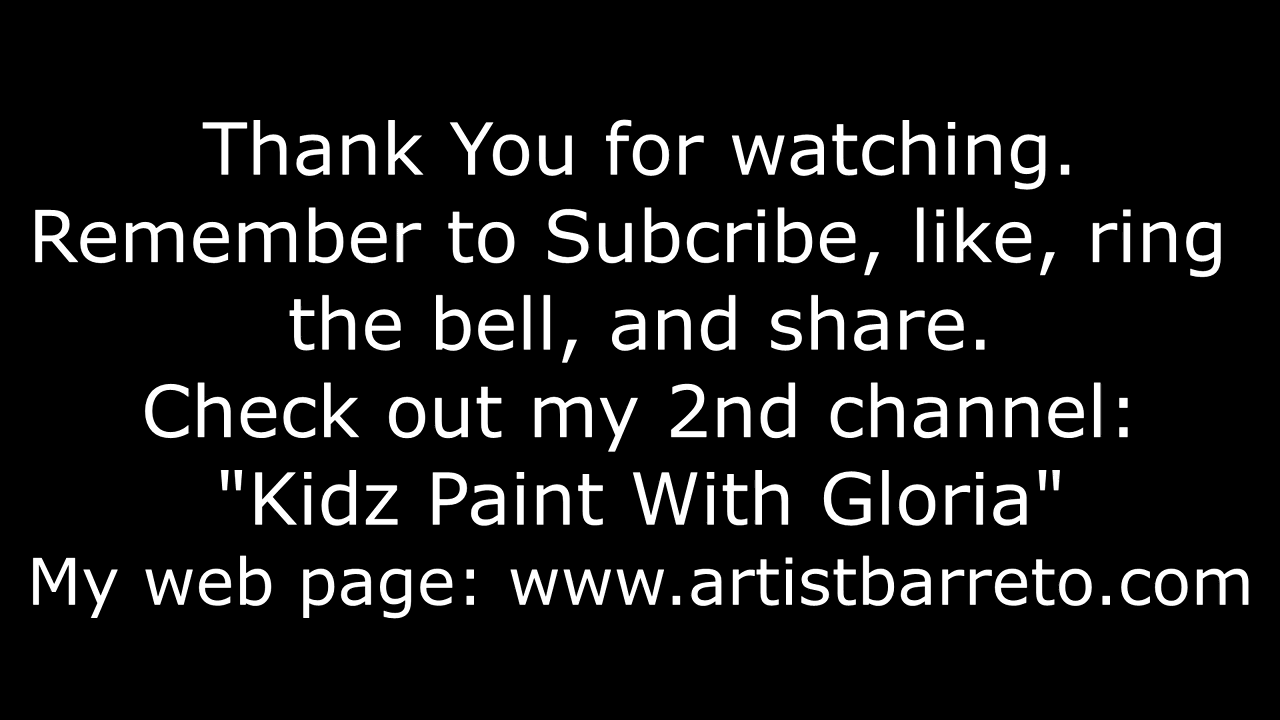 Thank You for watching.
Remember to Subcribe, like, ring
the bell, and share.
Check out my 2nd channel:
"Kidz Paint With Gloria"
My web page: www.artistbarreto.com